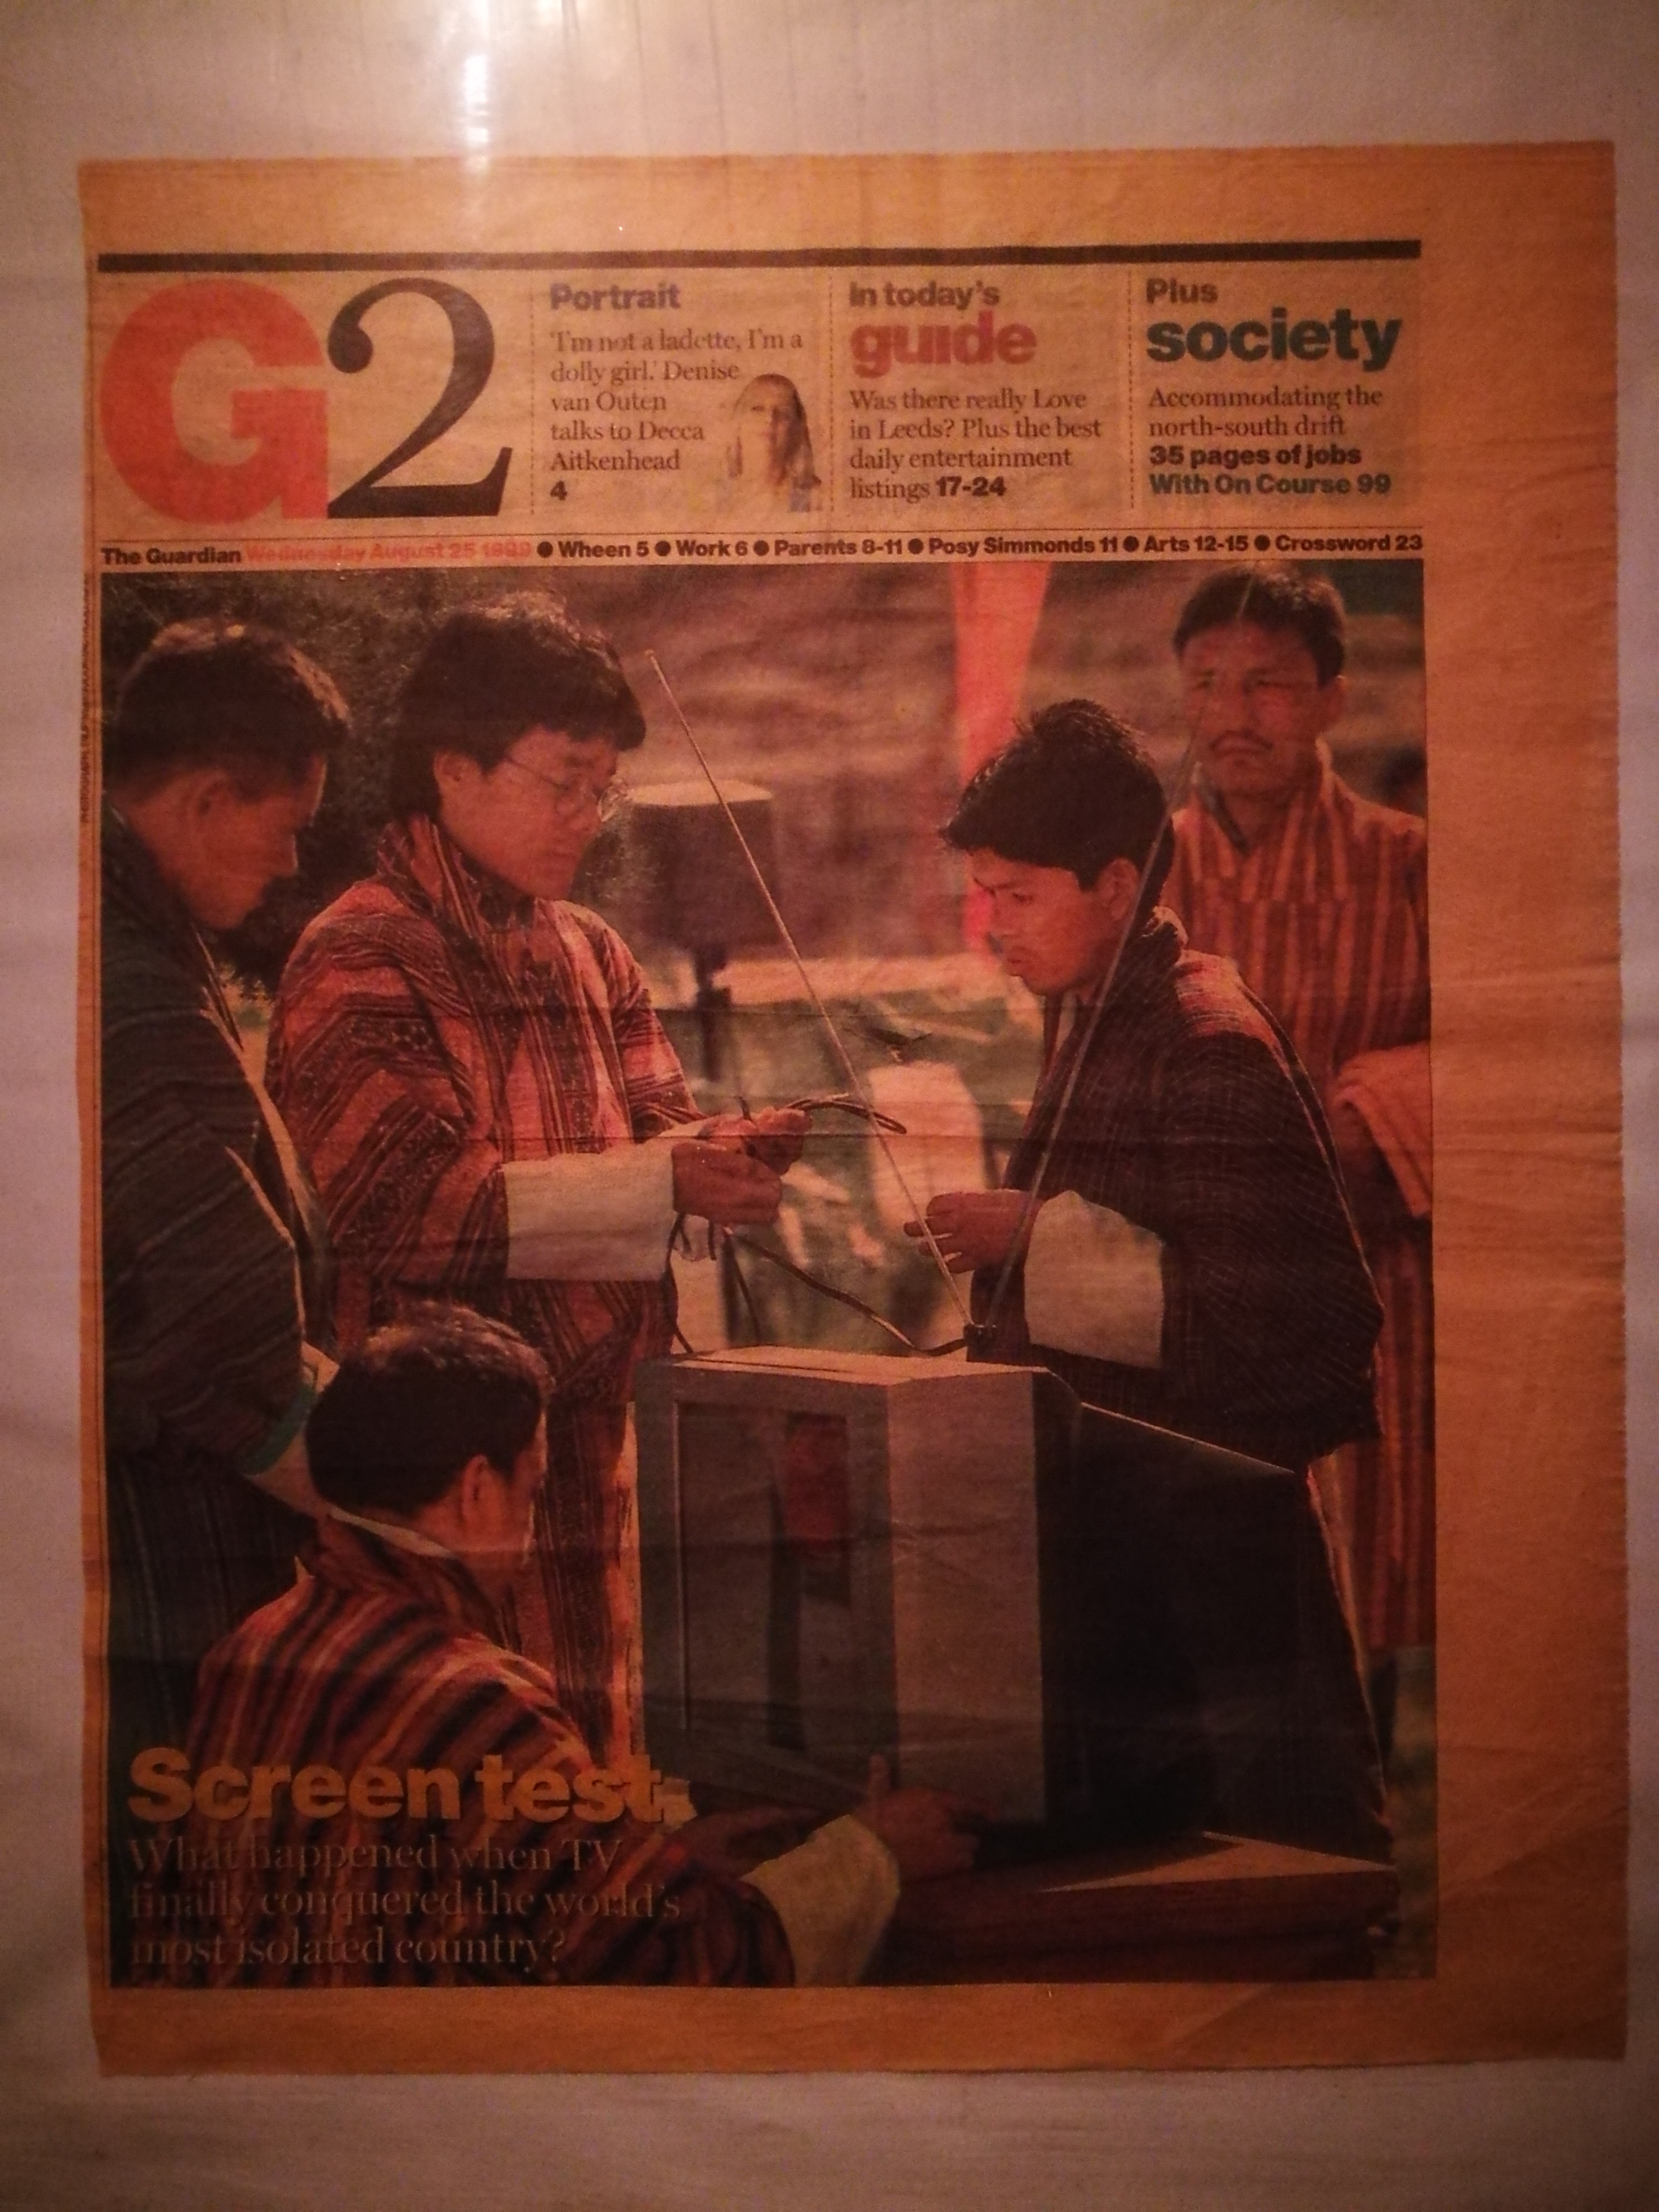 G2
Portrait
'I'm not a ladette, I'm a
dolly girl.' Denise
van Outen
talks to Decca
Aitkenhead
4
In today's
guide
Was there really Love
in Leeds? Plus the best
daily entertainment
listings 17-24
Plus
society
Accommodating the
north-south drift
35 pages of jobs
With On Course 99
The Guardian Wednesday August 25 1999 ● Wheen 5 ● Work 6 ● Parents 8-11 ● Posy Simmonds 11 ● Arts 12-15 ● Crossword 23
Screen test
What happened when TV
finally conquered the world's
most isolated country?